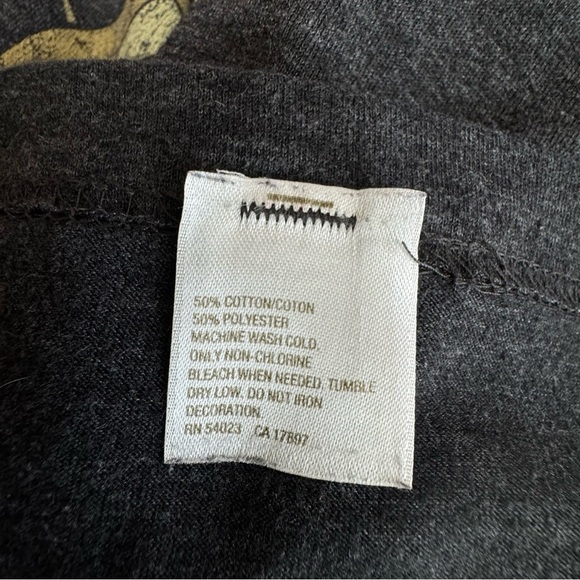 50% COTTON/COTON
50% POLYESTER
MACHINE WASH COLD.
ONLY NON-CHLORINE
BLEACH WHEN NEEDED. TUMBLE
DRY LOW. DO NOT IRON
DECORATION.
RN 54023 CA 17897